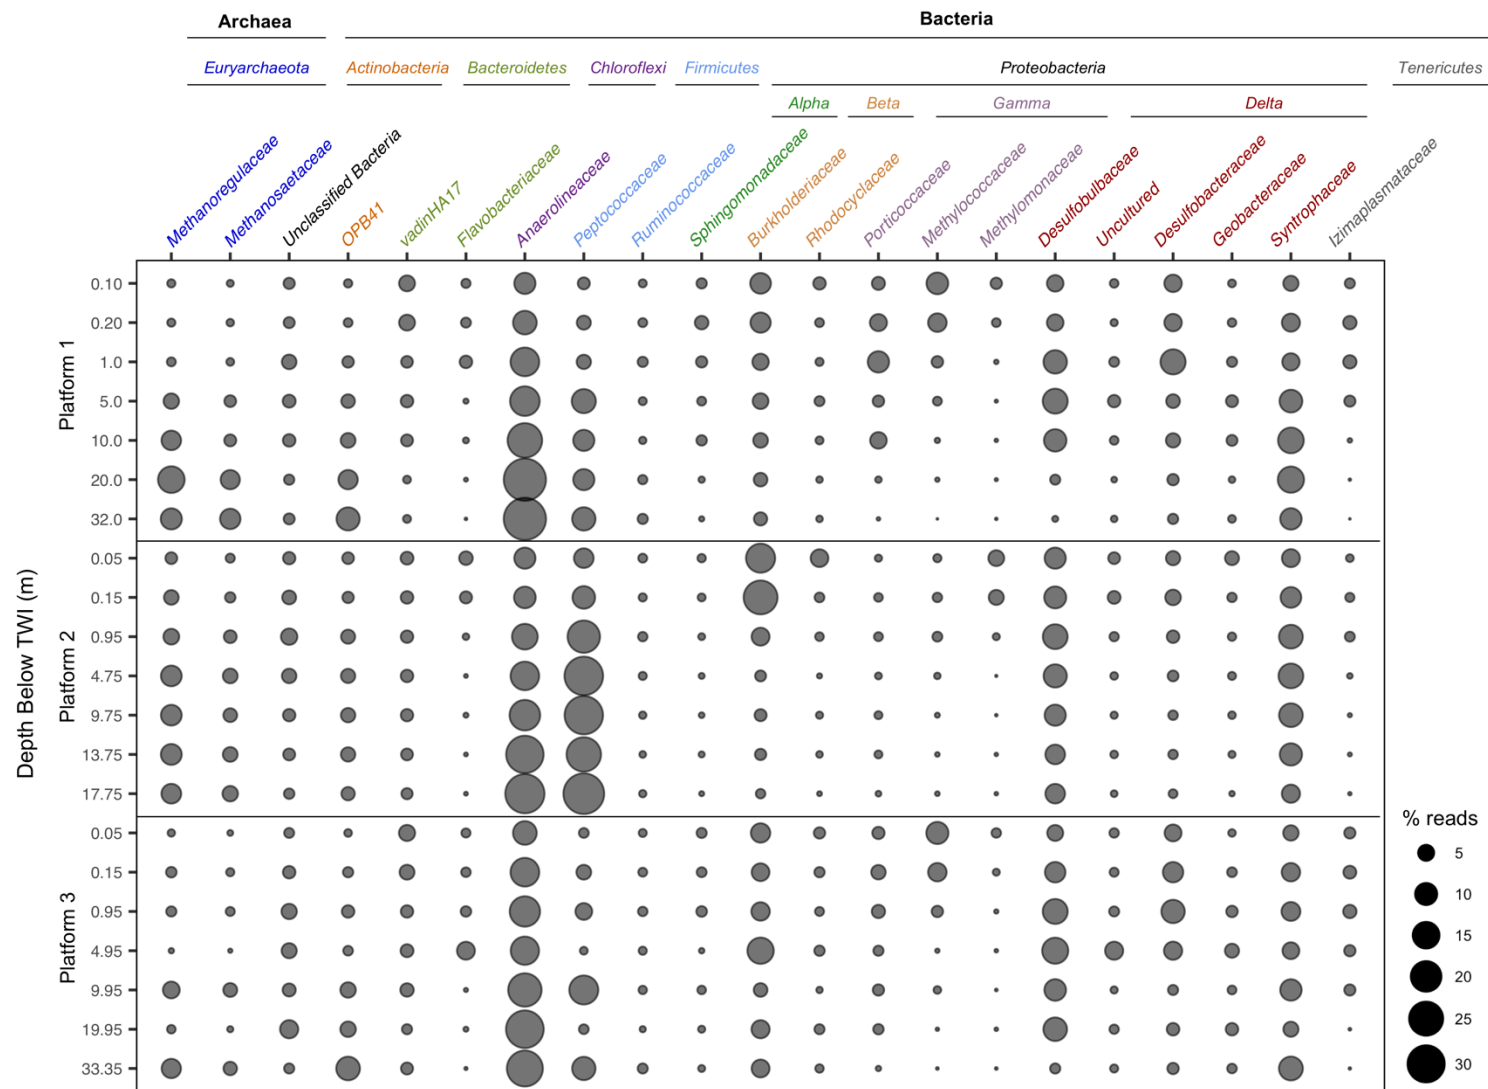 Archaea Bacteria
Euryarchaeota Actinobacteria Bacteroidetes Chloroflexi Firmicutes Proteobacteria Tenericutes
Alpha Beta Gamma Delta
Methanoregulaceae
Methanosaetaceae
Unclassified Bacteria
OPB41
vadinHA17
Flavobacteriaceae
Anaerolineaceae
Peptococcaceae
Ruminococcaceae
Sphingomonadaceae
Burkholderiaceae
Rhodocyclaceae
Porticoccaceae
Methylococcaceae
Methylomonaceae
Desulfobulbaceae
Uncultured
Desulfobacteraceae
Geobacteraceae
Syntrophaceae
Izimaplasmataceae
Depth Below TWI (m)
Platform 1
0.10
0.20
1.0
5.0
10.0
20.0
32.0
Platform 2
0.05
0.15
0.95
4.75
9.75
13.75
17.75
Platform 3
0.05
0.15
0.95
4.95
9.95
19.95
33.35
% reads
5
10
15
20
25
30